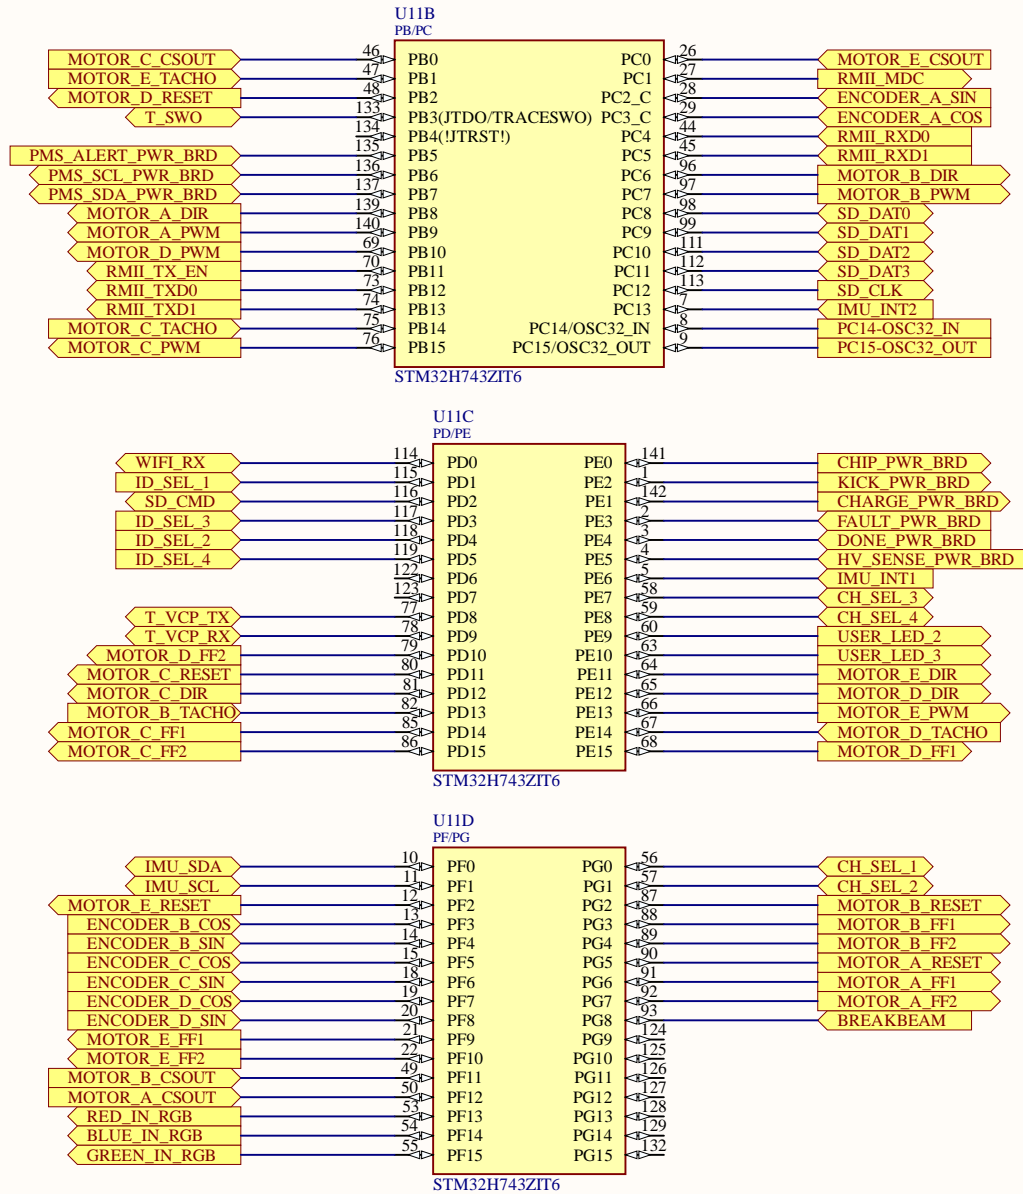 U11B
PB/PC
MOTOR_C_CSOUT 46 PB0 PC0 26 MOTOR_E_CSOUT
MOTOR_E_TACHO 47 PB1 PC1 27 RMII_MDC
MOTOR_D_RESET 48 PB2 PC2_C 28 ENCODER_A_SIN
T_SWO 133 PB3(JTDO/TRACESWO) PC3_C 29 ENCODER_A_COS
134 PB4(!JTRST!) PC4 44 RMII_RXD0
PMS_ALERT_PWR_BRD 135 PB5 PC5 45 RMII_RXD1
PMS_SCL_PWR_BRD 136 PB6 PC6 96 MOTOR_B_DIR
PMS_SDA_PWR_BRD 137 PB7 PC7 97 MOTOR_B_PWM
MOTOR_A_DIR 139 PB8 PC8 98 SD_DAT0
MOTOR_A_PWM 140 PB9 PC9 99 SD_DAT1
MOTOR_D_PWM 69 PB10 PC10 111 SD_DAT2
RMII_TX_EN 70 PB11 PC11 112 SD_DAT3
RMII_TXD0 73 PB12 PC12 113 SD_CLK
RMII_TXD1 74 PB13 PC13 7 IMU_INT2
MOTOR_C_TACHO 75 PB14 PC14/OSC32_IN 8 PC14-OSC32_IN
MOTOR_C_PWM 76 PB15 PC15/OSC32_OUT 9 PC15-OSC32_OUT
STM32H743ZIT6
U11C
PD/PE
WIFI_RX 114 PD0 PE0 141 CHIP_PWR_BRD
ID_SEL_1 115 PD1 PE2 1 KICK_PWR_BRD
SD_CMD 116 PD2 PE1 142 CHARGE_PWR_BRD
ID_SEL_3 117 PD3 PE3 2 FAULT_PWR_BRD
ID_SEL_2 118 PD4 PE4 3 DONE_PWR_BRD
ID_SEL_4 119 PD5 PE5 4 HV_SENSE_PWR_BRD
122 PD6 PE6 5 IMU_INT1
123 PD7 PE7 58 CH_SEL_3
T_VCP_TX 77 PD8 PE8 59 CH_SEL_4
T_VCP_RX 78 PD9 PE9 60 USER_LED_2
MOTOR_D_FF2 79 PD10 PE10 63 USER_LED_3
MOTOR_C_RESET 80 PD11 PE11 64 MOTOR_E_DIR
MOTOR_C_DIR 81 PD12 PE12 65 MOTOR_D_DIR
MOTOR_B_TACHO 82 PD13 PE13 66 MOTOR_E_PWM
MOTOR_C_FF1 85 PD14 PE14 67 MOTOR_D_TACHO
MOTOR_C_FF2 86 PD15 PE15 68 MOTOR_D_FF1
STM32H743ZIT6
U11D
PF/PG
IMU_SDA 10 PF0 PG0 56 CH_SEL_1
IMU_SCL 11 PF1 PG1 57 CH_SEL_2
MOTOR_E_RESET 12 PF2 PG2 87 MOTOR_B_RESET
ENCODER_B_COS 13 PF3 PG3 88 MOTOR_B_FF1
ENCODER_B_SIN 14 PF4 PG4 89 MOTOR_B_FF2
ENCODER_C_COS 15 PF5 PG5 90 MOTOR_A_RESET
ENCODER_C_SIN 18 PF6 PG6 91 MOTOR_A_FF1
ENCODER_D_COS 19 PF7 PG7 92 MOTOR_A_FF2
ENCODER_D_SIN 20 PF8 PG8 93 BREAKBEAM
MOTOR_E_FF1 21 PF9 PG9 124
MOTOR_E_FF2 22 PF10 PG10 125
MOTOR_B_CSOUT 49 PF11 PG11 126
MOTOR_A_CSOUT 50 PF12 PG12 127
RED_IN_RGB 53 PF13 PG13 128
BLUE_IN_RGB 54 PF14 PG14 129
GREEN_IN_RGB 55 PF15 PG15 132
STM32H743ZIT6